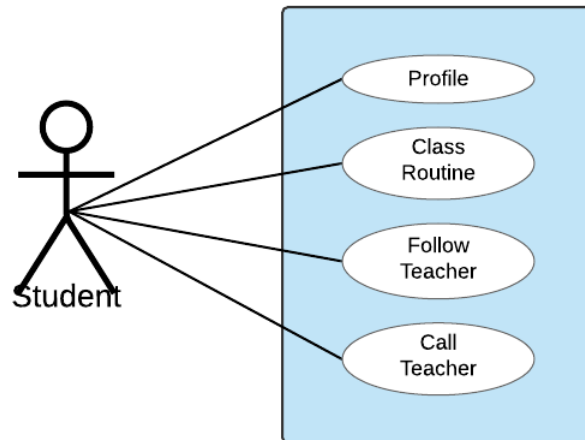 Profile
Class
Routine
Follow
Teacher
Student
Call
Teacher